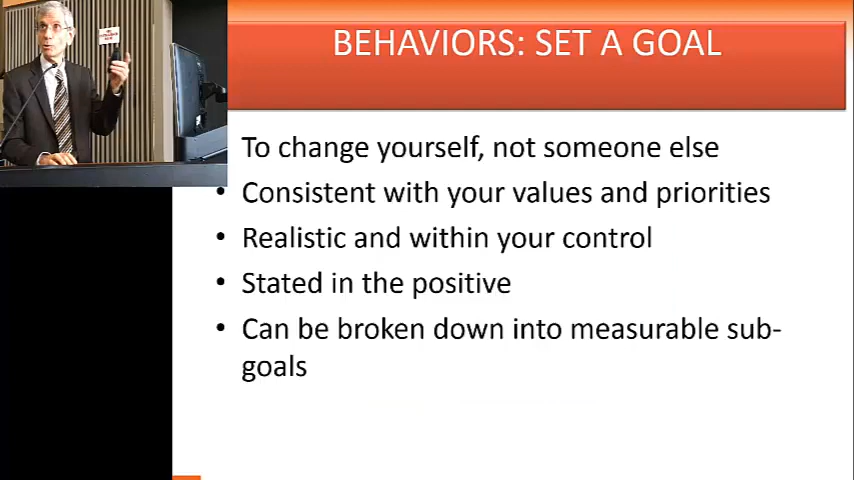 BEHAVIORS: SET A GOAL
To change yourself, not someone else
• Consistent with your values and priorities
• Realistic and within your control
• Stated in the positive
• Can be broken down into measurable sub-
goals